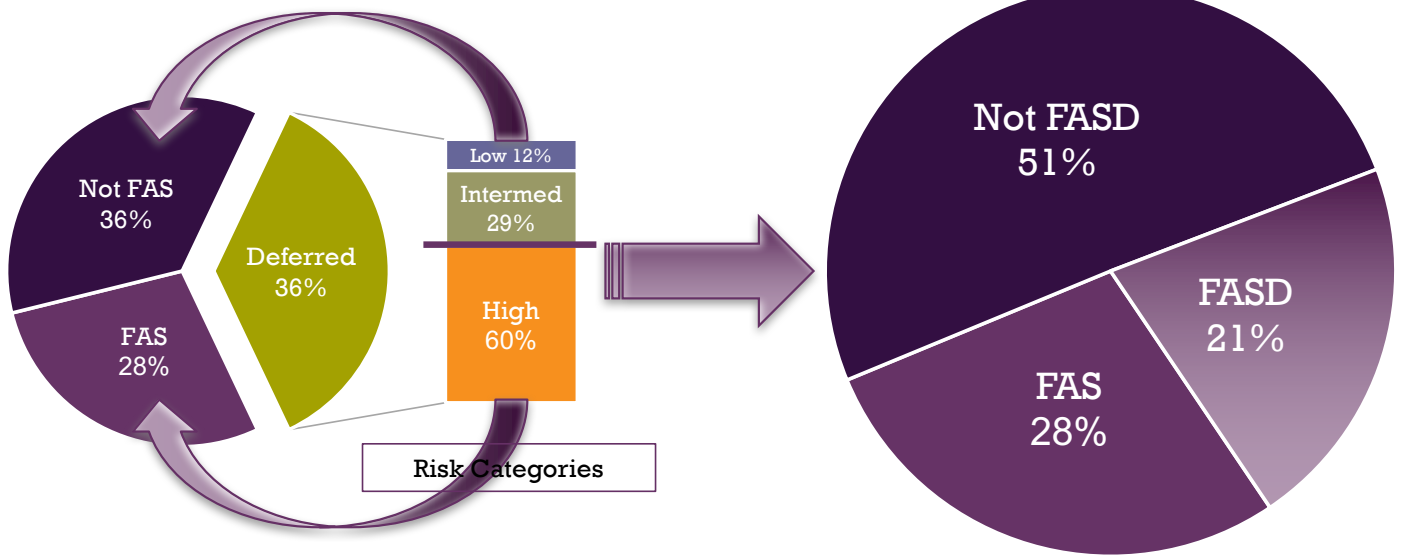 Not FAS
36%
Deferred
36%
FAS
28%
Low 12%
Intermed
29%
High
60%
Risk Categories
Not FASD
51%
FASD
21%
FAS
28%